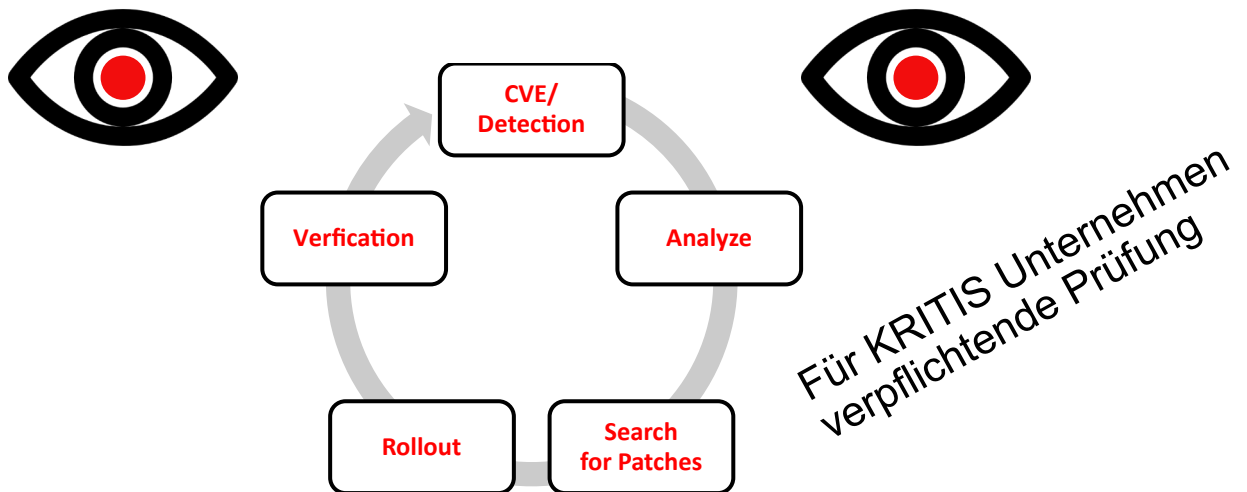 CVE/
Detection
Analyze
Search
for Patches
Rollout
Verfication
Für KRITIS Unternehmen
verpflichtende Prüfung